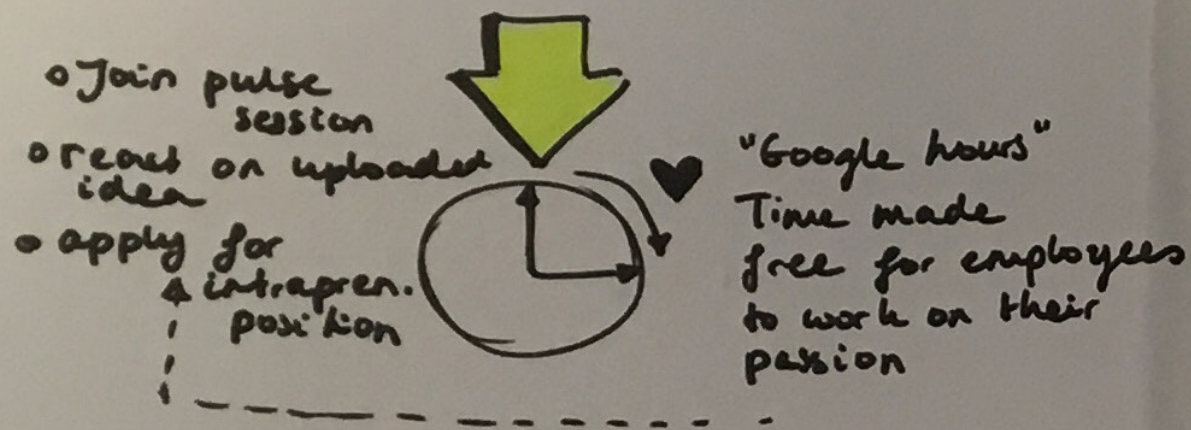 o Join pulse
session
o react on uploaded
idea
• apply for
intrapren.
position
"Google hours"
Time made
free for employees
to work on their
passion